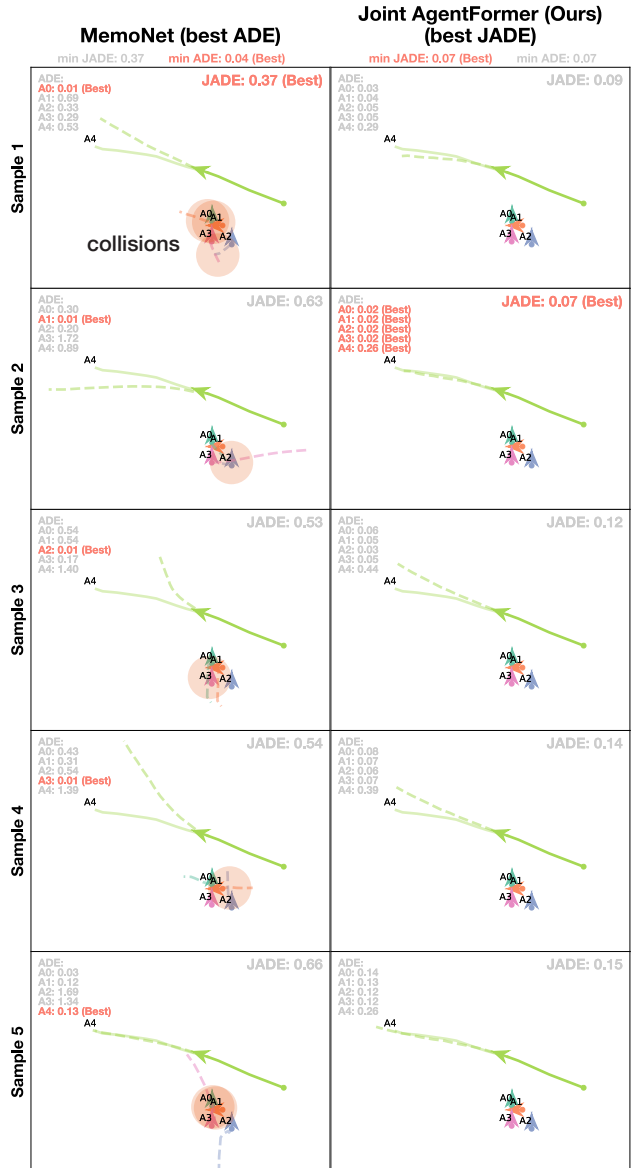 MemoNet (best ADE)
Joint AgentFormer (Ours)
(best JADE)
min JADE: 0.37 min ADE: 0.04 (Best)
min JADE: 0.07 (Best) min ADE: 0.07
Sample 1
ADE:
A0: 0.01 (Best)
A1: 0.69
A2: 0.33
A3: 0.29
A4: 0.53
JADE: 0.37 (Best)
A4
A0
A1
A3
A2
collisions
ADE:
A0: 0.03
A1: 0.04
A2: 0.05
A3: 0.05
A4: 0.29
JADE: 0.09
A4
A0
A1
A3
A2
Sample 2
ADE:
A0: 0.30
A1: 0.01 (Best)
A2: 0.20
A3: 1.72
A4: 0.89
JADE: 0.63
A4
A0
A1
A3
A2
ADE:
A0: 0.02 (Best)
A1: 0.02 (Best)
A2: 0.02 (Best)
A3: 0.02 (Best)
A4: 0.26 (Best)
JADE: 0.07 (Best)
A4
A0
A1
A3
A2
Sample 3
ADE:
A0: 0.54
A1: 0.54
A2: 0.01 (Best)
A3: 0.17
A4: 1.40
JADE: 0.53
A4
A0
A1
A3
A2
ADE:
A0: 0.06
A1: 0.05
A2: 0.03
A3: 0.05
A4: 0.44
JADE: 0.12
A4
A0
A1
A3
A2
Sample 4
ADE:
A0: 0.43
A1: 0.31
A2: 0.54
A3: 0.01 (Best)
A4: 1.39
JADE: 0.54
A4
A0
A1
A3
A2
ADE:
A0: 0.08
A1: 0.07
A2: 0.06
A3: 0.07
A4: 0.39
JADE: 0.14
A4
A0
A1
A3
A2
Sample 5
ADE:
A0: 0.03
A1: 0.12
A2: 1.69
A3: 1.34
A4: 0.13 (Best)
JADE: 0.66
A4
A0
A1
A3
A2
ADE:
A0: 0.14
A1: 0.13
A2: 0.12
A3: 0.12
A4: 0.26
JADE: 0.15
A4
A0
A1
A3
A2